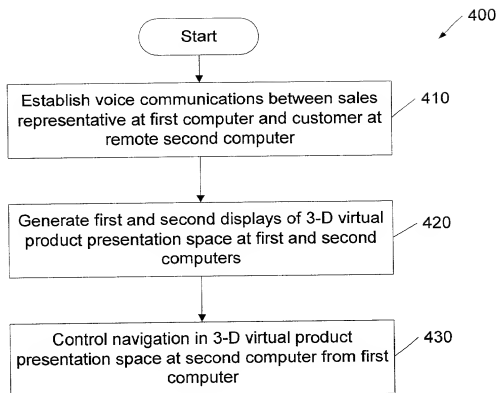 400
Start
Establish voice communications between sales
representative at first computer and customer at
remote second computer
410
Generate first and second displays of 3-D virtual
product presentation space at first and second
computers
420
Control navigation in 3-D virtual product
presentation space at second computer from first
computer
430